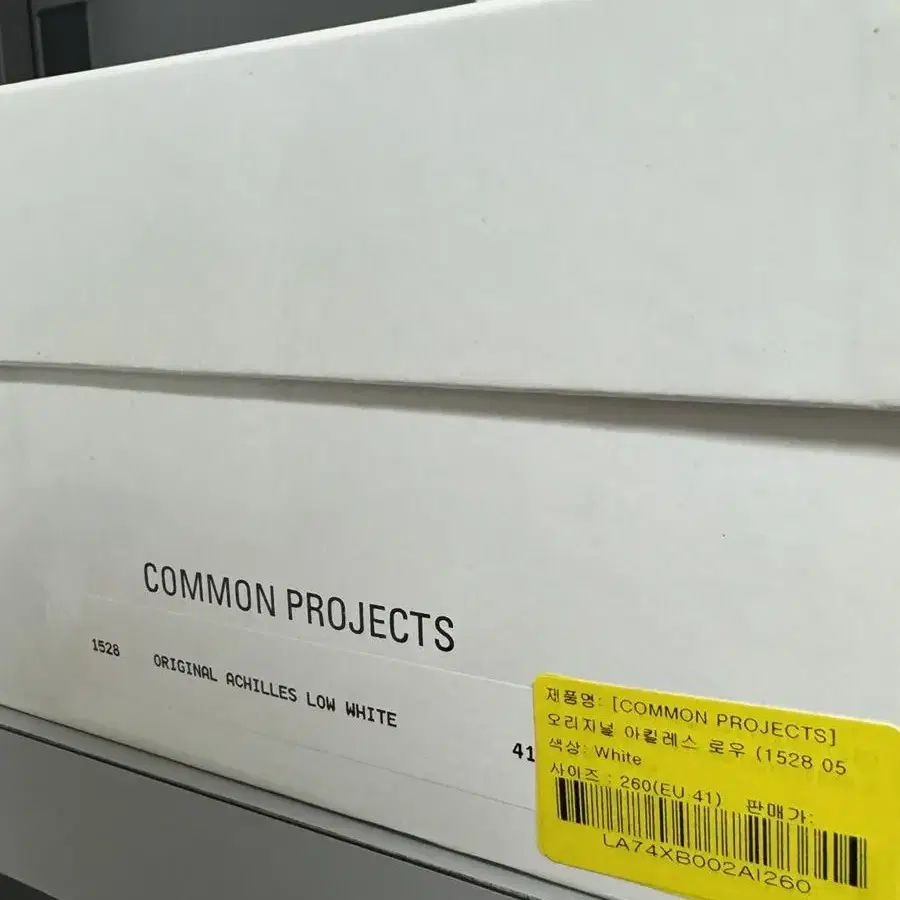 COMMON PROJECTS
1528 ORIGINAL ACHILLES LOW WHITE
41
제품명: [COMMON PROJECTS]
오리지널 아킬레스 로우 (1528 05
색상: White
사이즈 : 260(EU 41) 판매가:
LA74XB002AI260